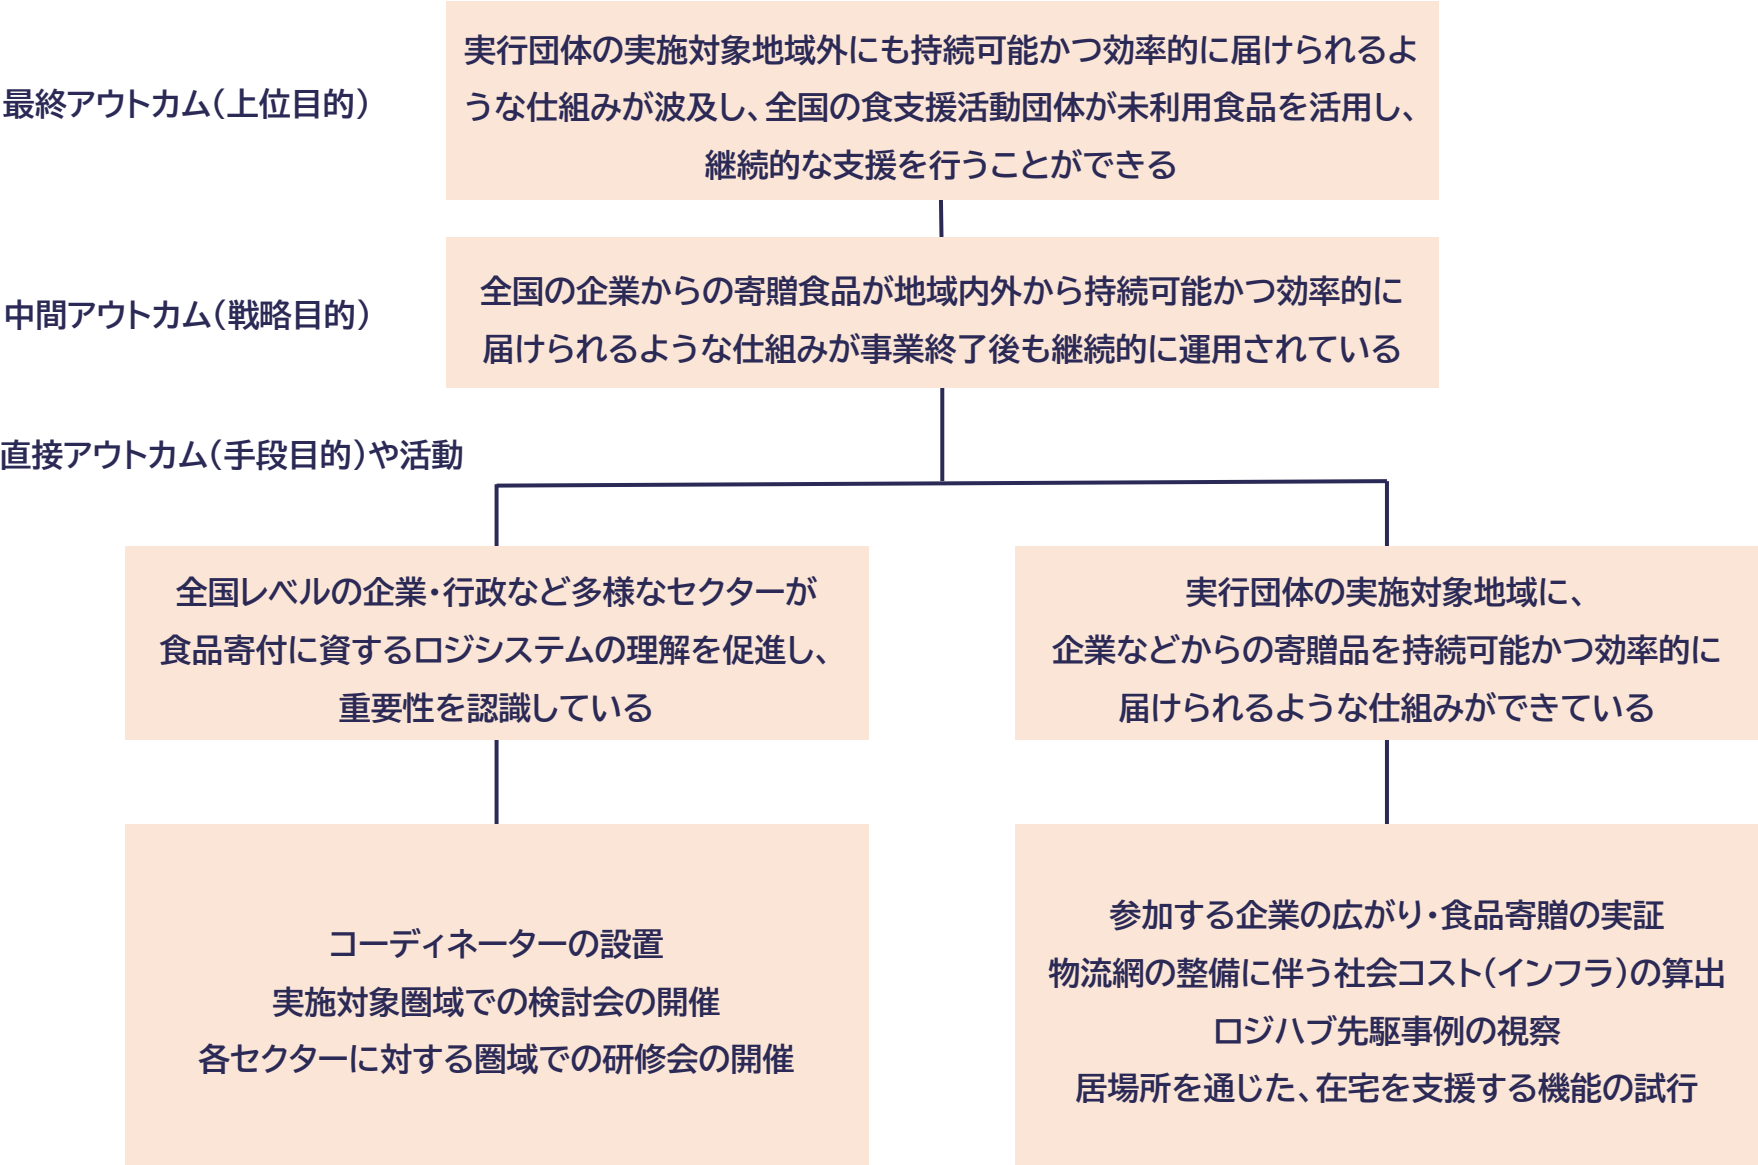 最終アウトカム(上位目的)
実行団体の実施対象地域外にも持続可能かつ効率的に届けられるよ
うな仕組みが波及し、全国の食支援活動団体が未利用食品を活用し、
継続的な支援を行うことができる
中間アウトカム(戦略目的)
全国の企業からの寄贈食品が地域内外から持続可能かつ効率的に
届けられるような仕組みが事業終了後も継続的に運用されている
直接アウトカム(手段目的)や活動
全国レベルの企業・行政など多様なセクターが
食品寄付に資するロジシステムの理解を促進し、
重要性を認識している
実行団体の実施対象地域に、
企業などからの寄贈品を持続可能かつ効率的に
届けられるような仕組みができている
コーディネーターの設置
実施対象圏域での検討会の開催
各セクターに対する圏域での研修会の開催
参加する企業の広がり・食品寄贈の実証
物流網の整備に伴う社会コスト(インフラ)の算出
ロジハブ先駆事例の視察
居場所を通じた、在宅を支援する機能の試行